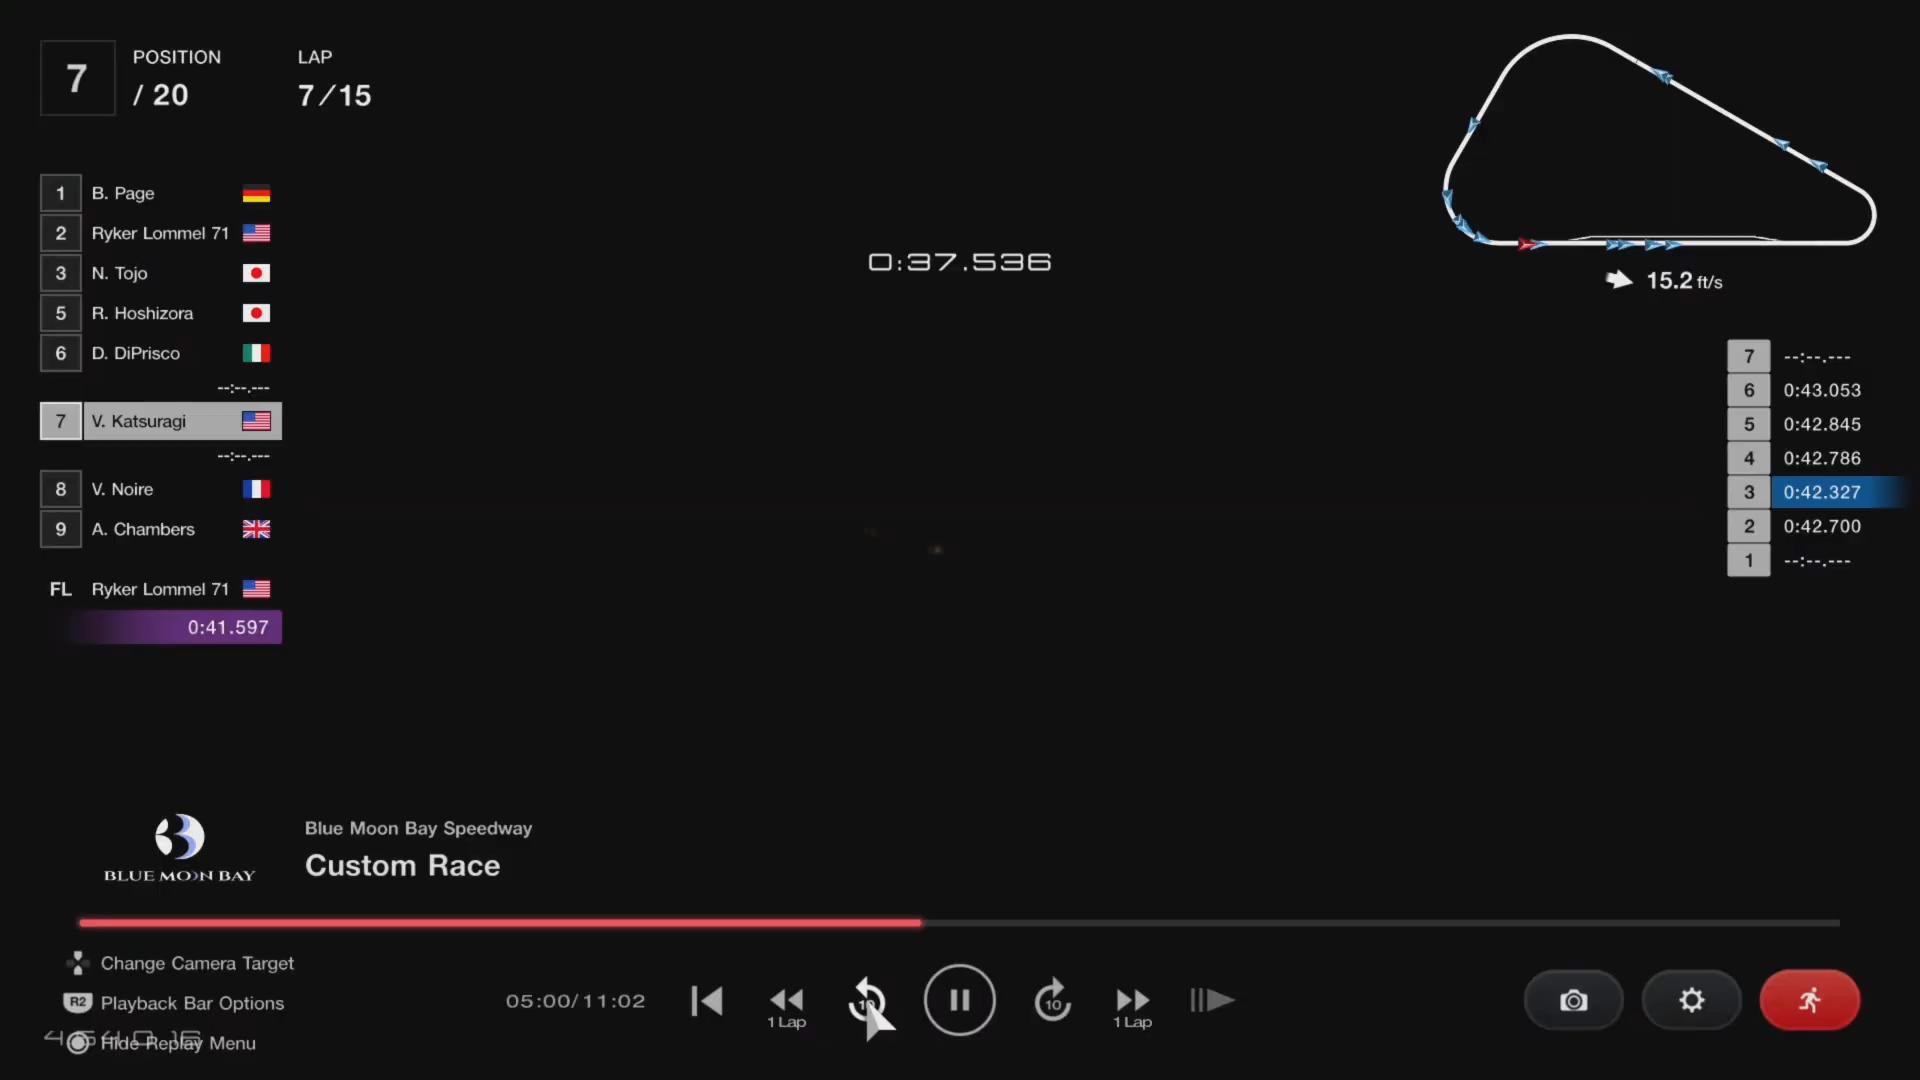 7
POSITION
/ 20
LAP
7/15
1 B. Page
2 Ryker Lommel 71
3 N. Tojo
5 R. Hoshizora
6 D. DiPrisco
--:--.---
7 V. Katsuragi
--:--.---
8 V. Noire
9 A. Chambers
FL Ryker Lommel 71
0:41.597
0:37.536
15.2 ft/s
7 --:--.---
6 0:43.053
5 0:42.845
4 0:42.786
3 0:42.327
2 0:42.700
1 --:--.---
BLUE MOON BAY
Blue Moon Bay Speedway
Custom Race
Change Camera Target
R2 Playback Bar Options
Hide Replay Menu
05:00/11:02
1 Lap
10
10
1 Lap